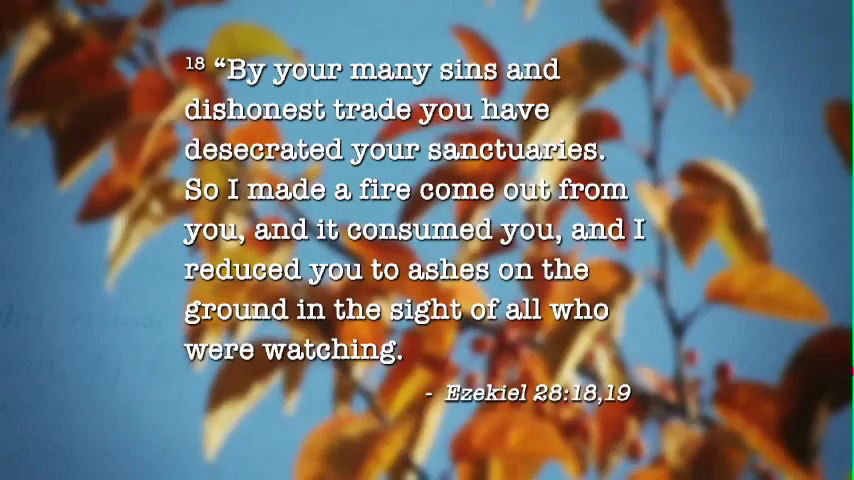 18 “By your many sins and
dishonest trade you have
desecrated your sanctuaries.
So I made a fire come out from
you, and it consumed you, and I
reduced you to ashes on the
ground in the sight of all who
were watching.
- Ezekiel 28:18,19